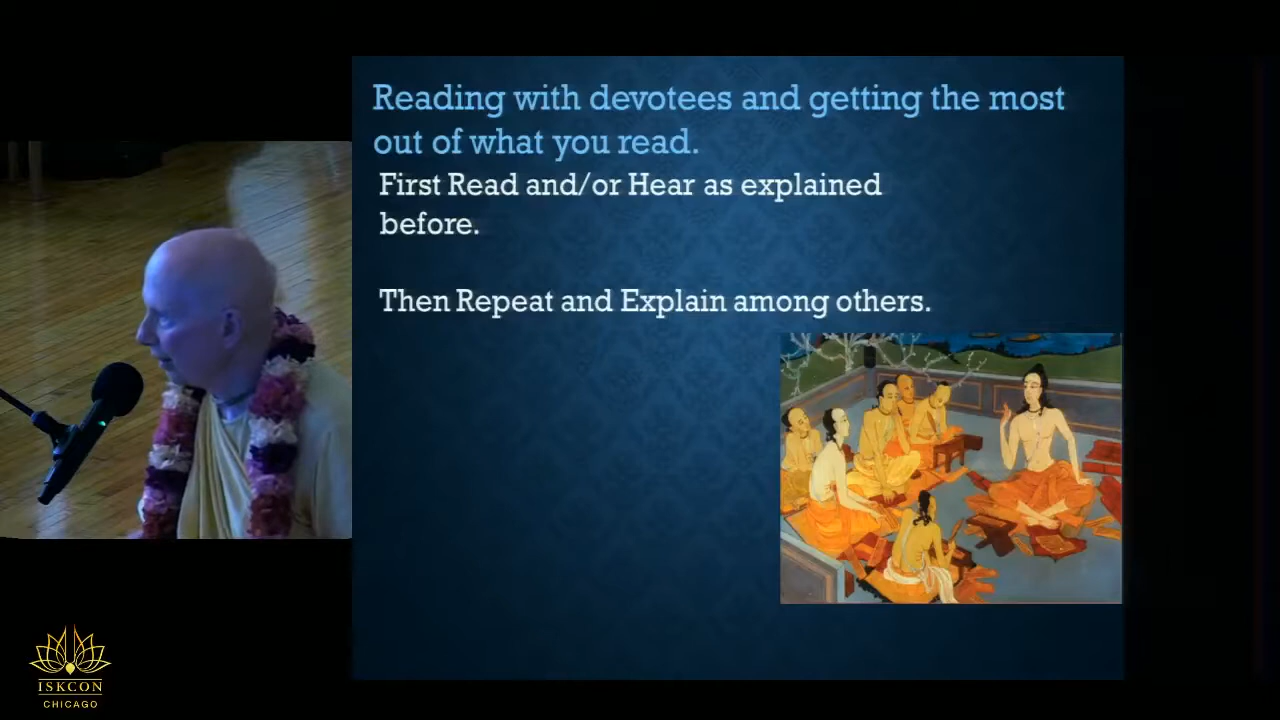 Reading with devotees and getting the most
out of what you read.
First Read and/or Hear as explained
before.
Then Repeat and Explain among others.
ISKCON
CHICAGO